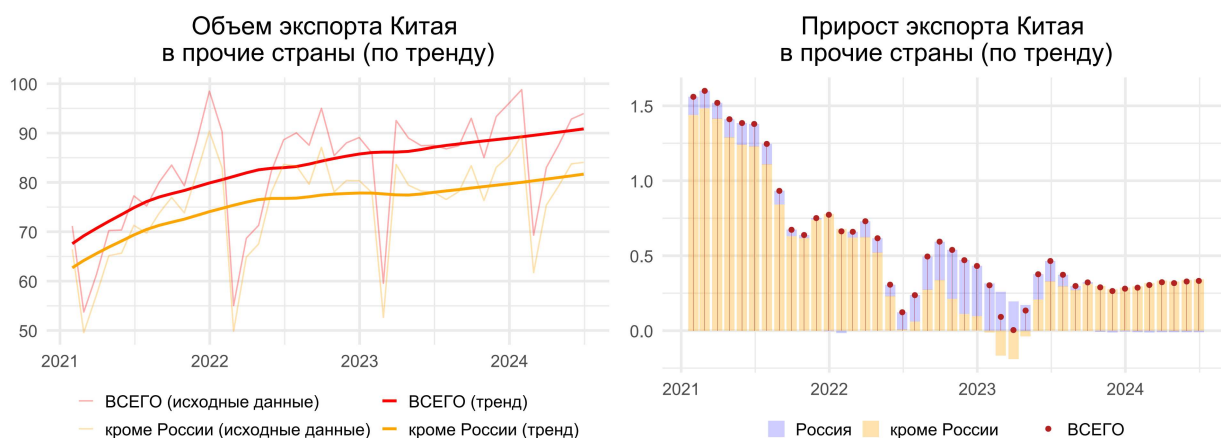 Объем экспорта Китая
в прочие страны (по тренду)
100
90
80
70
60
50
2021
2022
2023
2024
ВСЕГО (исходные данные)
ВСЕГО (тренд)
кроме России (исходные данные)
кроме России (тренд)
Прирост экспорта Китая
в прочие страны (по тренду)
1.5
1.0
0.5
0.0
2021
2022
2023
2024
Россия
кроме России
ВСЕГО